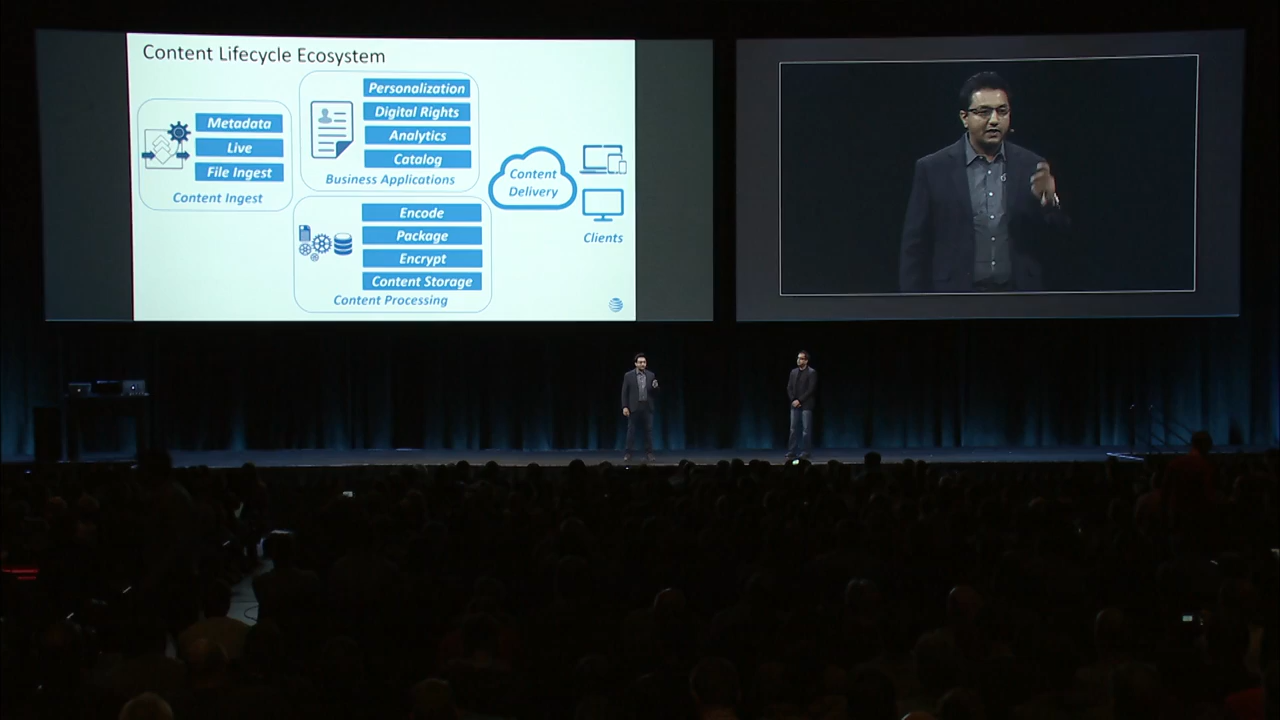 Content Lifecycle Ecosystem
Metadata
Live
File Ingest
Content Ingest
Personalization
Digital Rights
Analytics
Catalog
Business Applications
Encode
Package
Encrypt
Content Storage
Content Processing
Content
Delivery
Clients